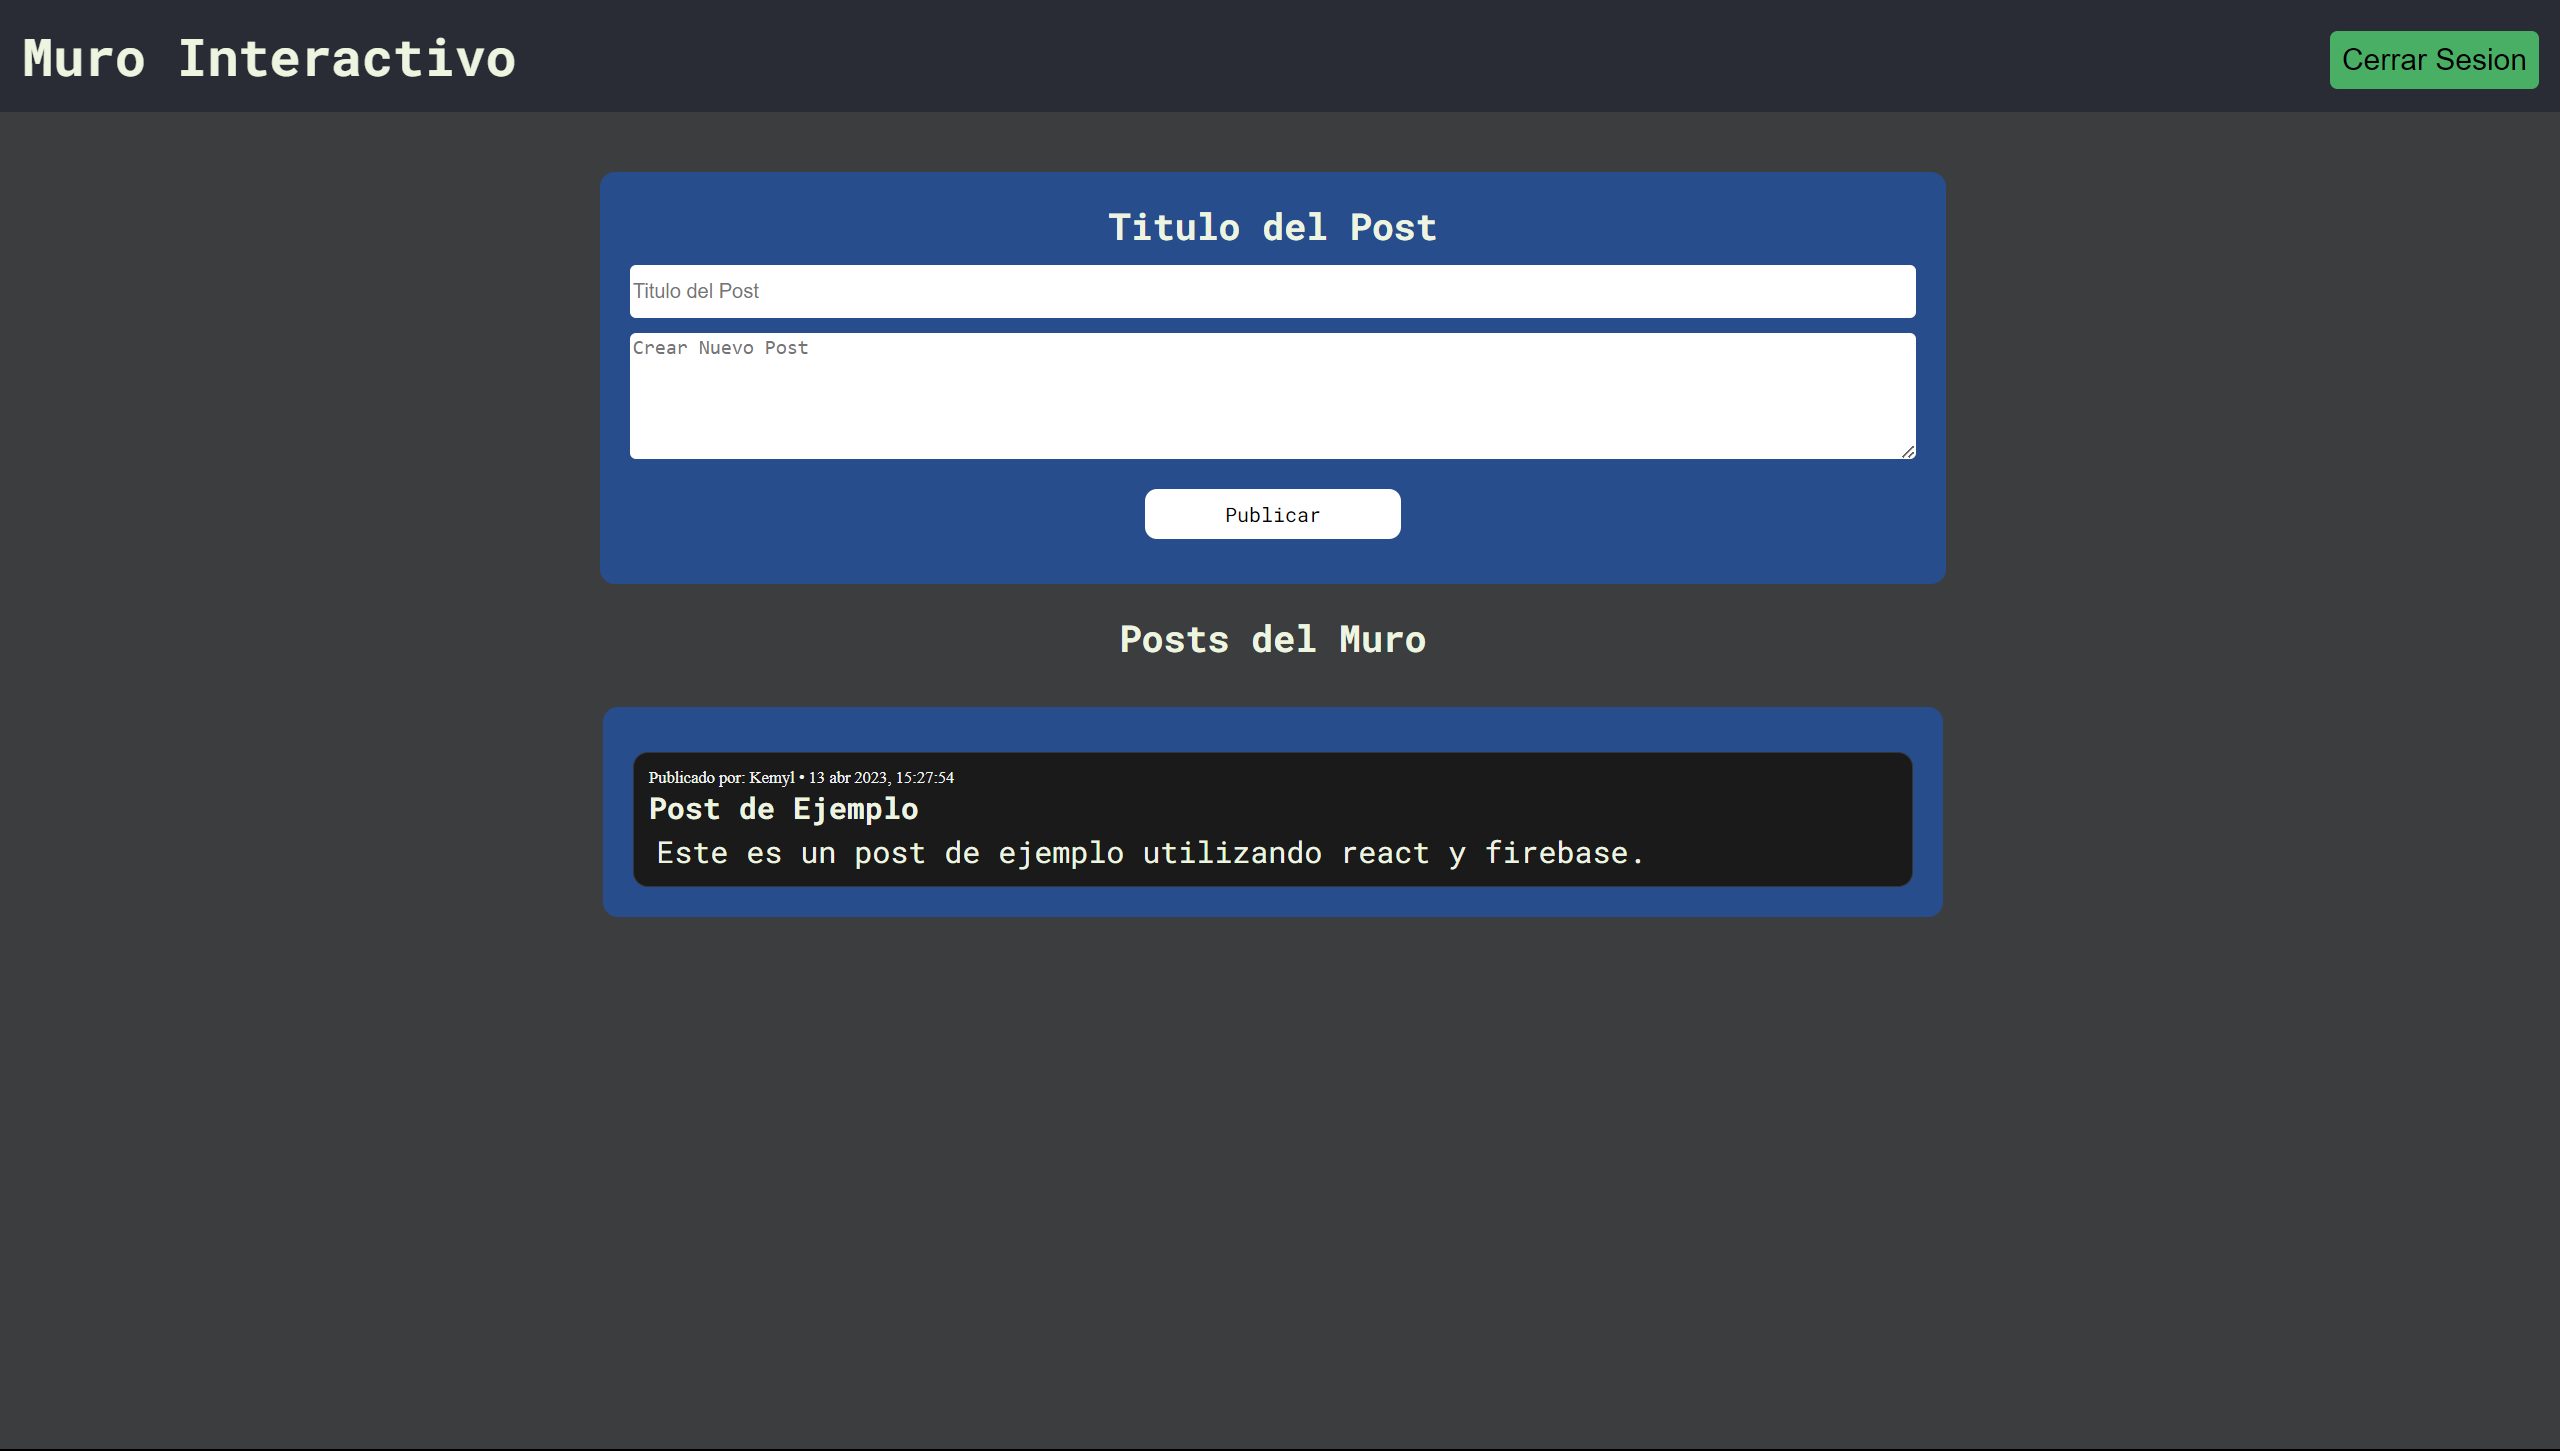 Muro Interactivo
Cerrar Sesion
Titulo del Post
Titulo del Post
Crear Nuevo Post
Publicar
Posts del Muro
Publicado por: Kemyl • 13 abr 2023, 15:27:54
Post de Ejemplo
Este es un post de ejemplo utilizando react y firebase.